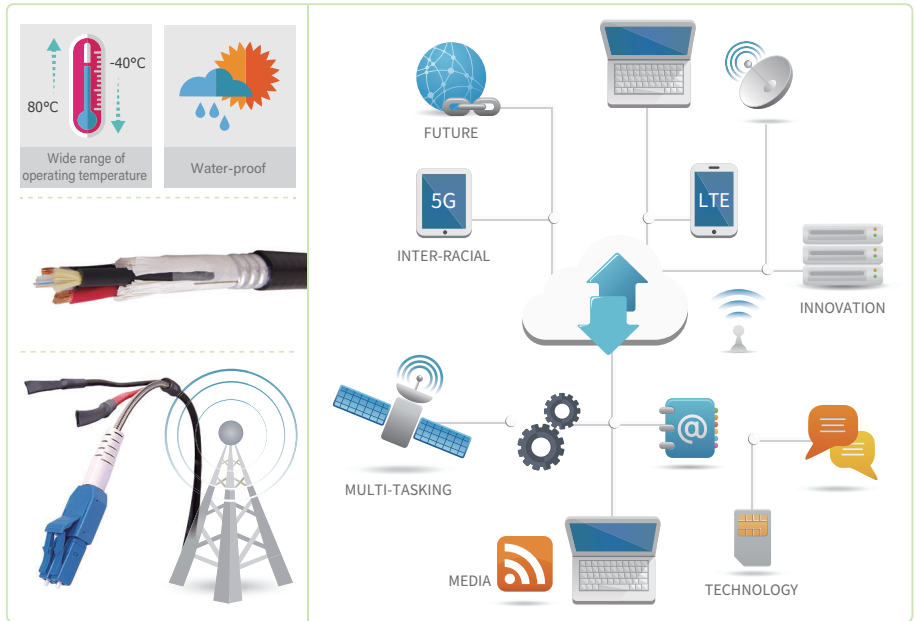 -40°C
80°C
Wide range of
operating temperature
Water-proof
FUTURE
5G
LTE
INTER-RACIAL
INNOVATION
@
MULTI-TASKING
MEDIA
TECHNOLOGY